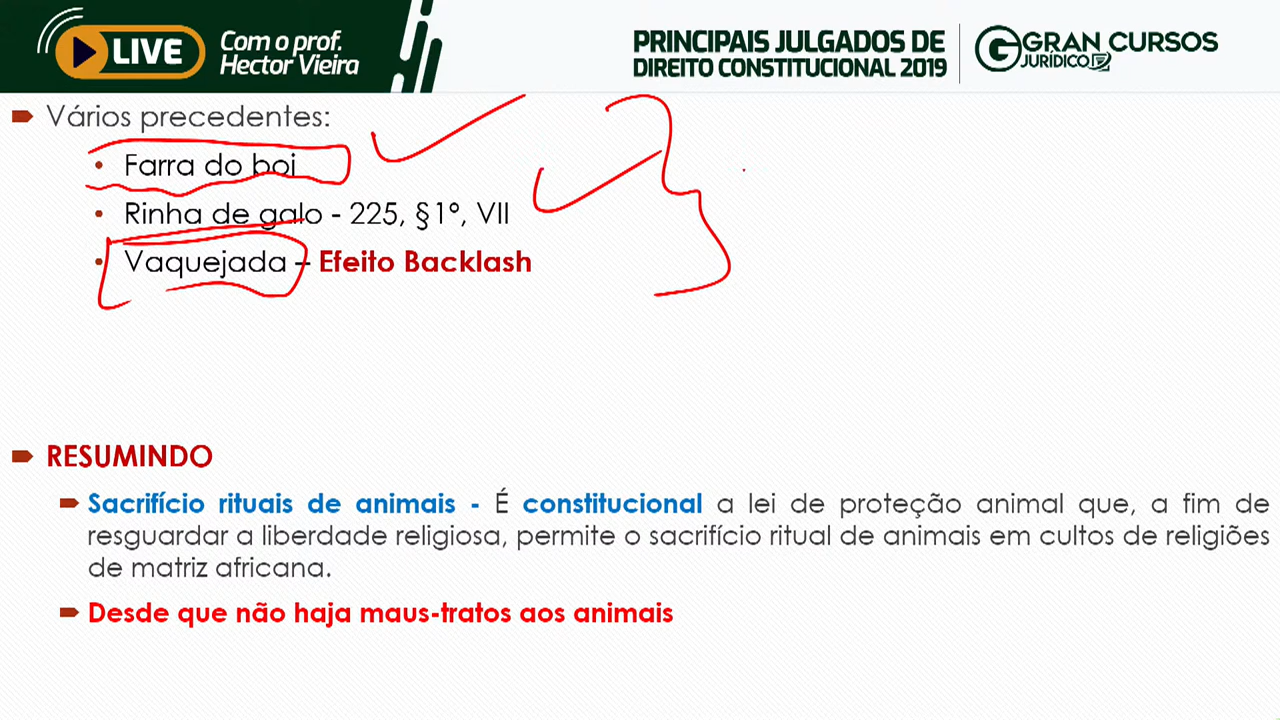 LIVE
Com o prof.
Hector Vieira
PRINCIPAIS JULGADOS DE
DIREITO CONSTITUCIONAL 2019
GRAN CURSOS
JURÍDICO
Vários precedentes:
Farra do boi
Rinha de galo - 225, §1º, VII
Vaquejada – Efeito Backlash
RESUMINDO
Sacrifício rituais de animais - É constitucional a lei de proteção animal que, a fim de
resguardar a liberdade religiosa, permite o sacrifício ritual de animais em cultos de religiões
de matriz africana.
Desde que não haja maus-tratos aos animais